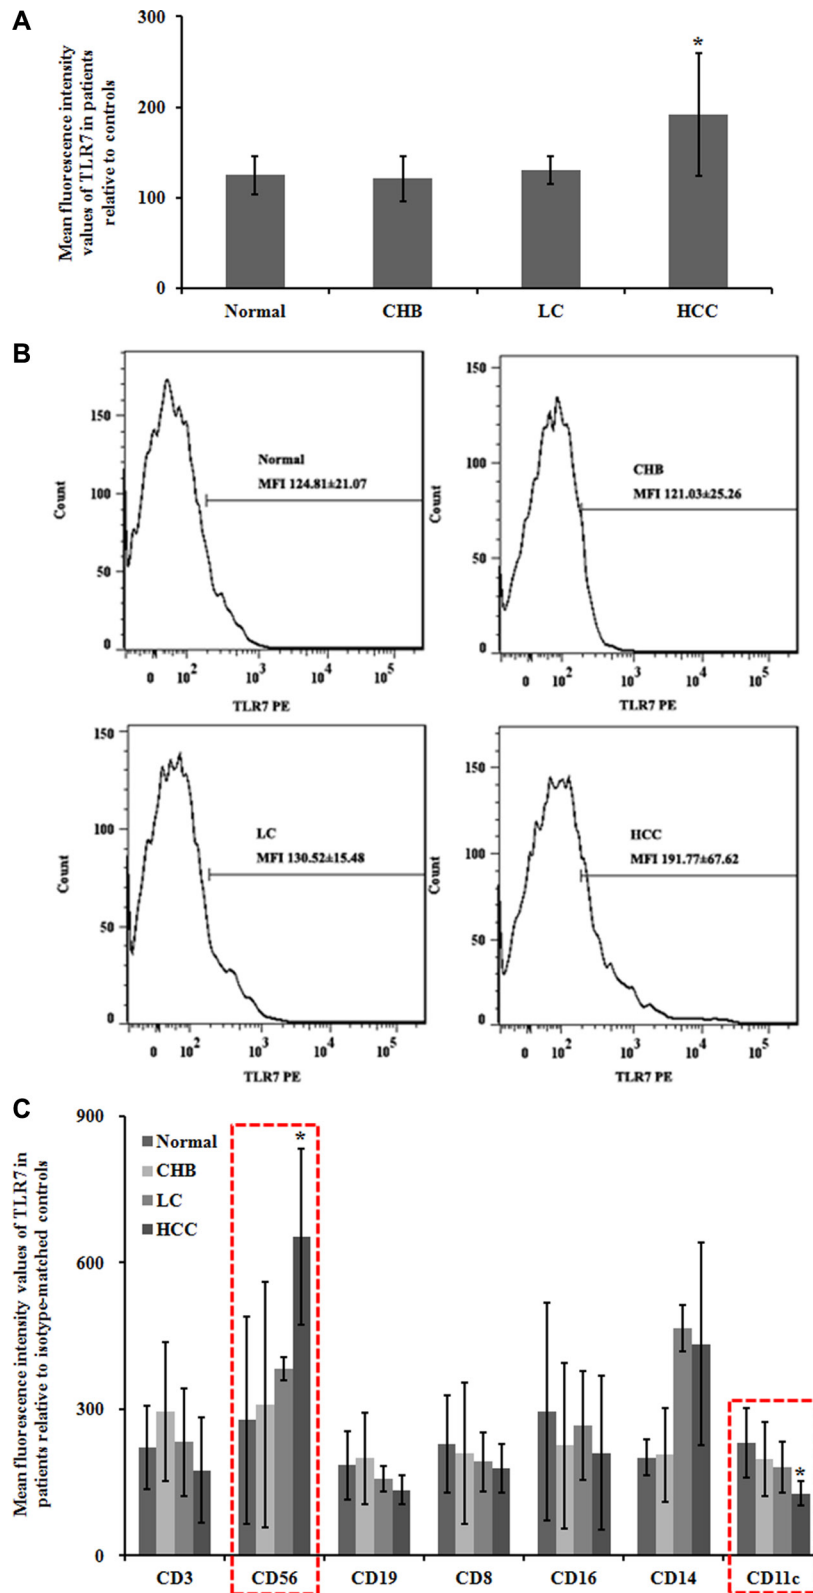 A
Mean fluorescence intensity
values of TLR7 in patients
relative to controls
300
200
100
0
*
Normal CHB LC HCC
B
Count
150
100
50
0
Normal
MFI 124.81±21.07
0 10² 10³ 10⁴ 10⁵
TLR7 PE
Count
150
100
50
0
CHB
MFI 121.03±25.26
0 10² 10³ 10⁴ 10⁵
TLR7 PE
Count
150
100
50
0
LC
MFI 130.52±15.48
0 10² 10³ 10⁴ 10⁵
TLR7 PE
Count
150
100
50
0
HCC
MFI 191.77±67.62
0 10² 10³ 10⁴ 10⁵
TLR7 PE
C
Mean fluorescence intensity values of TLR7 in
patients relative to isotype-matched controls
900
600
300
0
Normal
CHB
LC
HCC
*
*
CD3 CD56 CD19 CD8 CD16 CD14 CD11c